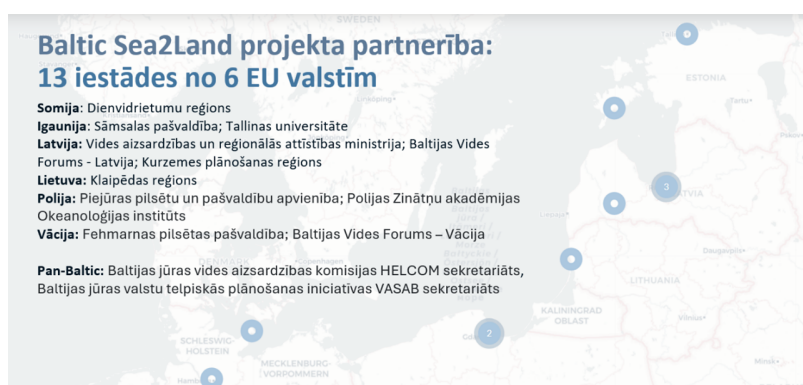 SWEDEN
Baltic Sea2Land projekta partnerība:
13 iestādes no 6 EU valstīm
ESTONIA
Tartu
Somija: Dienvidrietumu reģions
Igaunija: Sāmsalas pašvaldība; Tallinas universitāte
Latvija: Vides aizsardzības un reģionālās attīstības ministrija; Baltijas Vides
Forums - Latvija; Kurzemes plānošanas reģions
Lietuva: Klaipēdas reģions
Polija: Piejūras pilsētu un pašvaldību apvienība; Polijas Zinātņu akadēmijas
Okeanoloģijas institūts
Vācija: Fehmarnas pilsētas pašvaldība; Baltijas Vides Forums – Vācija
Pan-Baltic: Baltijas jūras vides aizsardzības komisijas HELCOM sekretariāts,
Baltijas jūras valstu telpiskās plānošanas iniciatīvas VASAB sekretariāts
3
Daugavpils
LITHUANIA
KALININGRAD
OBLAST
Vilnius
2
SCHLESWIG-
HOLSTEIN
MECKLENBURG-
VORPOMMERN
Minsk